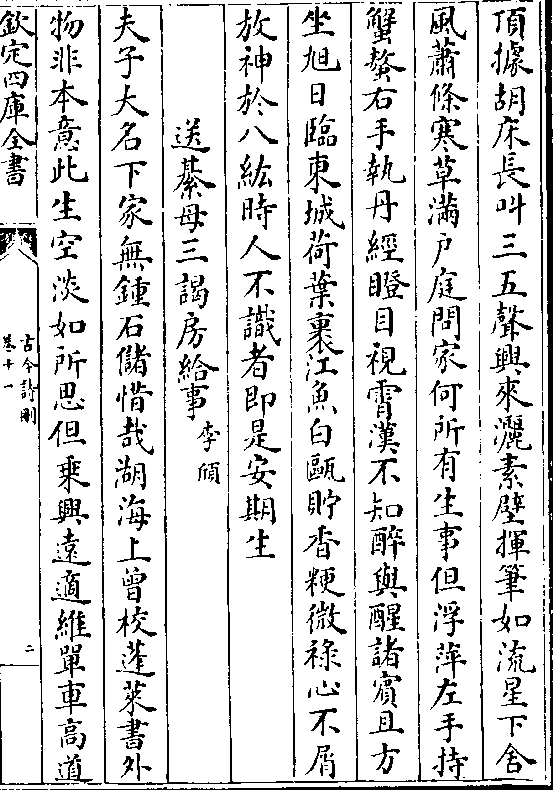 頂據胡床長叫三五聲興來灑素壁揮筆如流星下舍
風蕭條寒草滿户庭問家何所有生事但浮萍左手持
蟹螯右手執丹經瞪目視霄漢不知醉與醒諸賓且方
坐旭日臨東城荷葉裹江魚白甌貯香粳微祿心不屑
放神於八紘時人不識者即是安期生
送綦母三謁房給事 李頎
夫子大名下家無鍾石儲惜哉湖海上曾校蓬萊書外
物非本意此生空淡如所思但乗興遠適維單車高道
欽定四庫全書
古今詩刪
卷十一
二